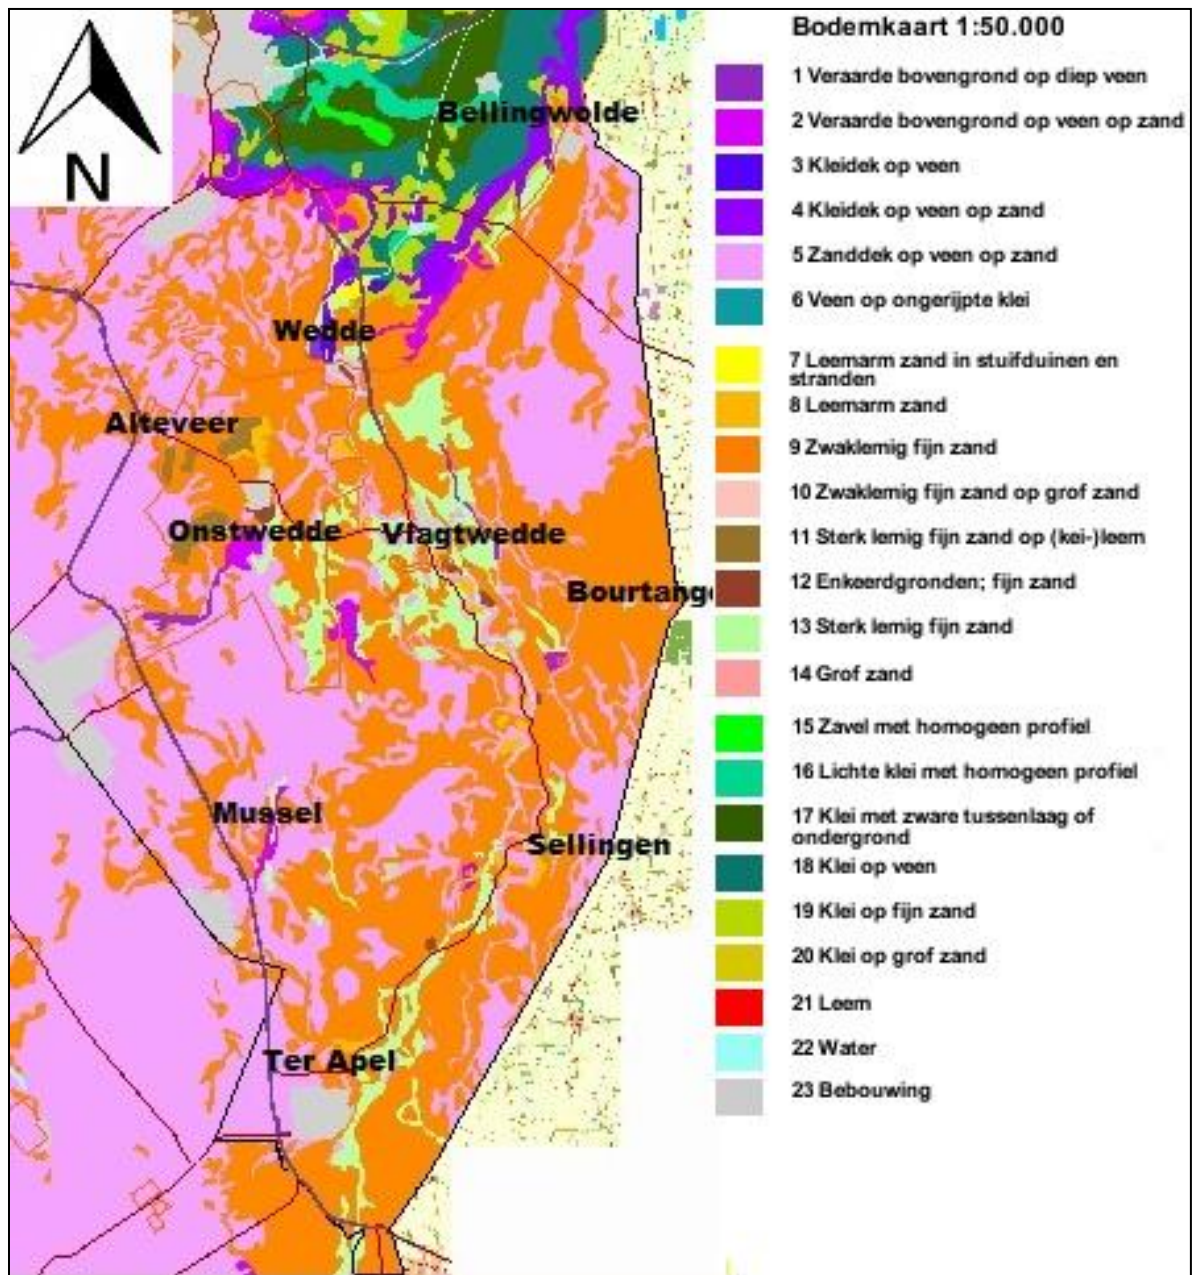 N
Bodemkaart 1:50.000
1 Veraarde bovengrond op diep veen
2 Veraarde bovengrond op veen op zand
3 Kleidek op veen
4 Kleidek op veen op zand
5 Zanddek op veen op zand
6 Veen op ongerijpte klei
7 Leemarm zand in stuifduinen en
stranden
8 Leemarm zand
9 Zwaklemig fijn zand
10 Zwaklemig fijn zand op grof zand
11 Sterk lemig fijn zand op (kei-)leem
12 Enkeerdgronden; fijn zand
13 Sterk lemig fijn zand
14 Grof zand
15 Zavel met homogeen profiel
16 Lichte klei met homogeen profiel
17 Klei met zware tussenlaag of
ondergrond
18 Klei op veen
19 Klei op fijn zand
20 Klei op grof zand
21 Leem
22 Water
23 Bebouwing
Bellingwolde
Wedde
Alteveer
Onstwedde
Vlagtwedde
Bourtange
Mussel
Sellingen
Ter Apel